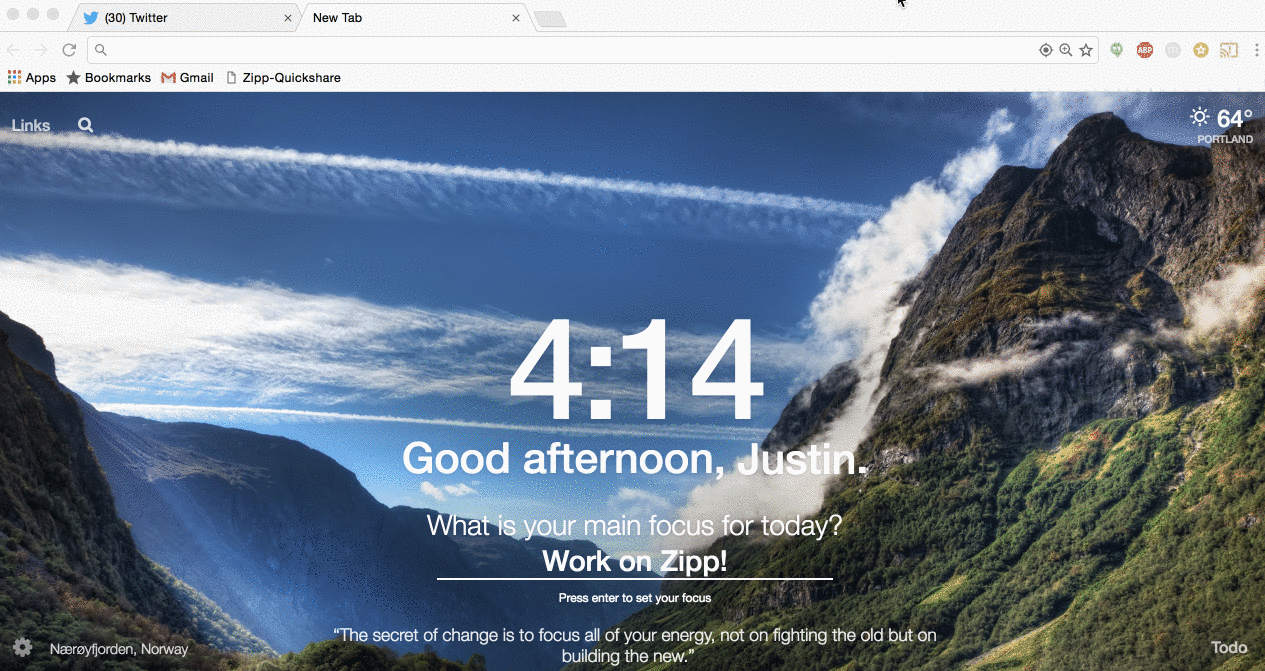 (30) Twitter
New Tab
Apps Bookmarks Gmail Zipp-Quickshare
ABP
Links
64°
PORTLAND
4:14
Good afternoon, Justin.
What is your main focus for today?
Work on Zipp!
Press enter to set your focus
“The secret of change is to focus all of your energy, not on fighting the old but on
building the new.”
Nærøyfjorden, Norway
Todo